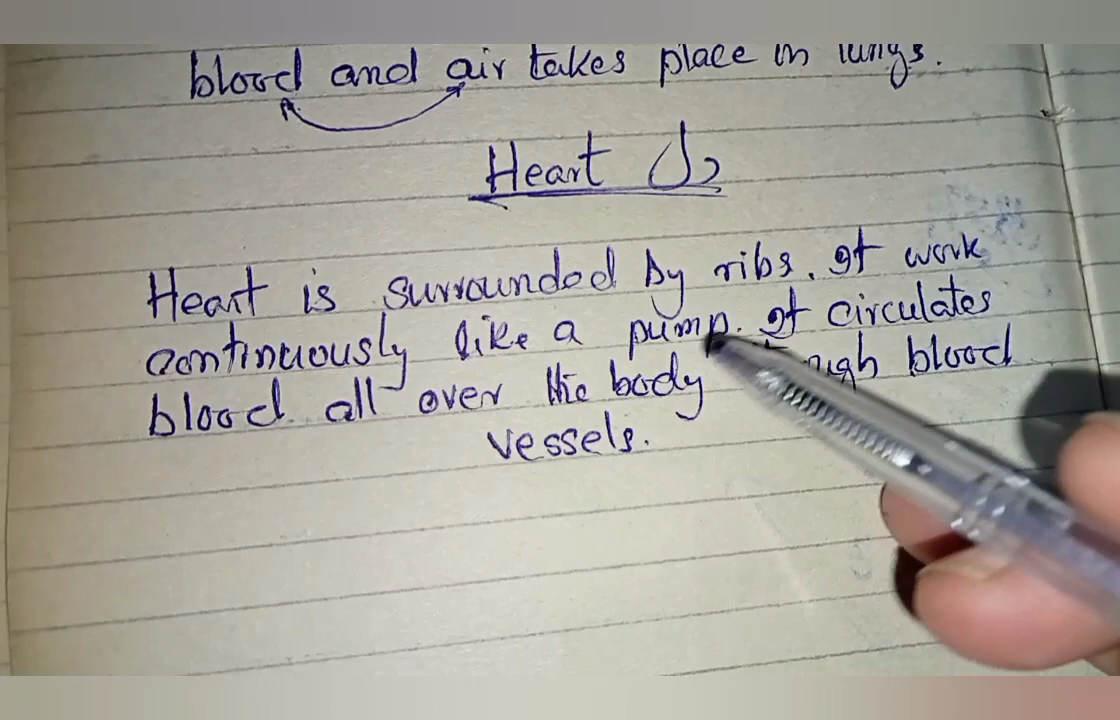 blood and air takes place in lungs.
Heart دل
Heart is surrounded by ribs. It work
continuously like a pump. It circulates
blood all over the body blood
vessels.